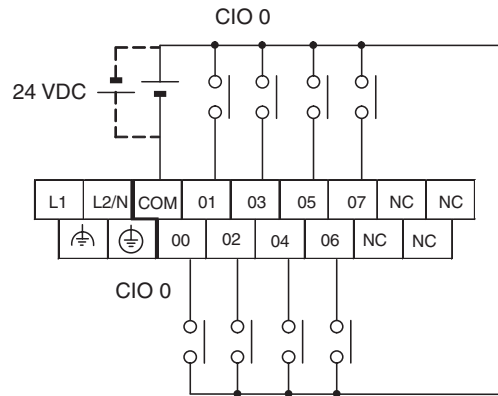 CIO 0
24 VDC
L1 L2/N COM 01 03 05 07 NC NC
00 02 04 06 NC NC
CIO 0